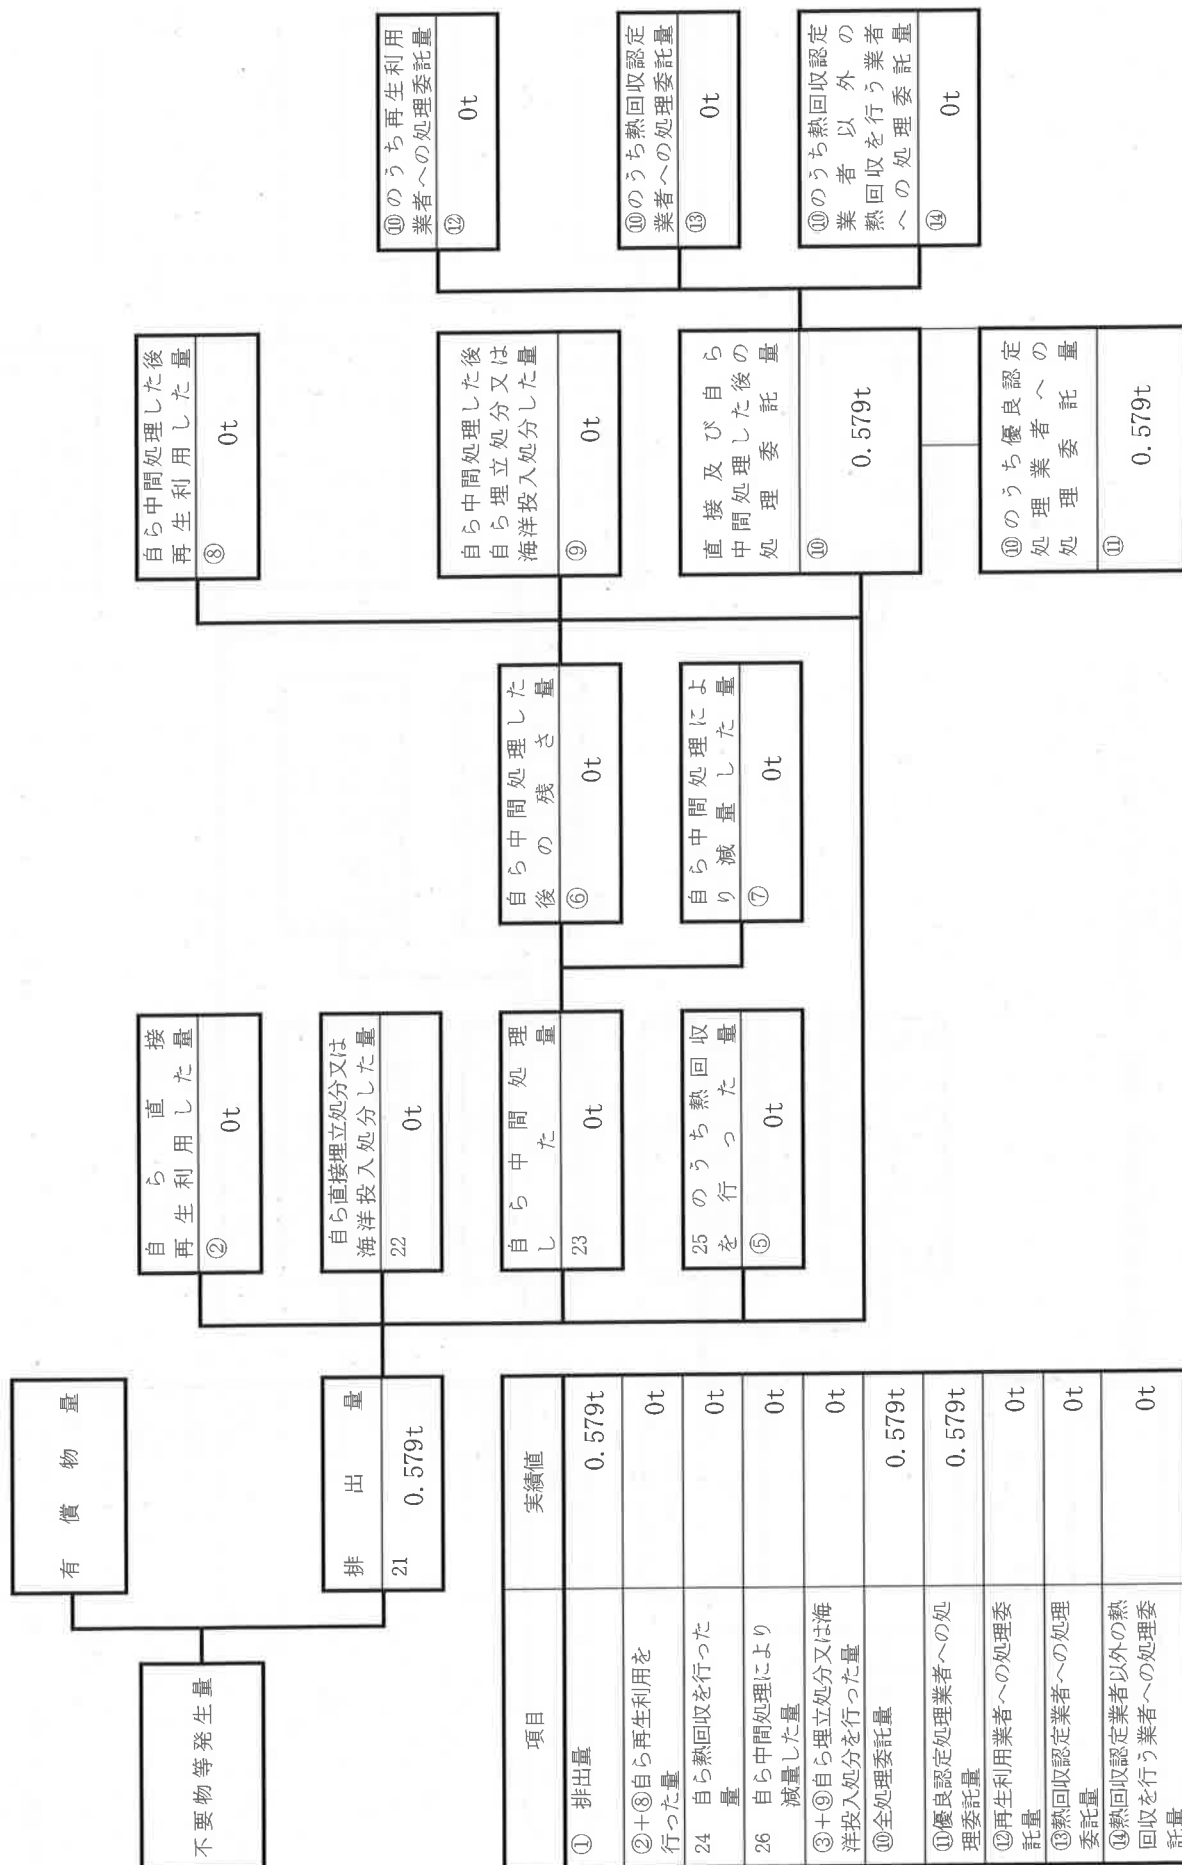 不要物等発生量
有償物量
排出量
21
0.579t
自ら直接
再生利用した量
②
0t
自ら直接埋立処分又は
海洋投入処分した量
22
0t
自ら中間処理
した量
23
0t
25のうち熱回収
を行った量
⑤
0t
自ら中間処理した
後の残さ量
⑥
0t
自ら中間処理によ
り減量した量
⑦
0t
自ら中間処理した後
再生利用した量
⑧
0t
自ら中間処理した後
自ら埋立処分又は
海洋投入処分した量
⑨
0t
直接及び自ら
中間処理した後の
処理委託量
⑩
0.579t
⑩のうち優良認定
処理業者への
処理委託量
⑪
0.579t
⑩のうち再生利用
業者への処理委託量
⑫
0t
⑩のうち熱回収認定
業者への処理委託量
⑬
0t
⑩のうち熱回収認定
業者以外の
熱回収を行う業者
への処理委託量
⑭
0t
項目 実績値
① 排出量 0.579t
②+⑧自ら再生利用を
行った量 0t
24 自ら熱回収を行った
量 0t
26 自ら中間処理により
減量した量 0t
③+⑨自ら埋立処分又は海
洋投入処分を行った量 0t
⑩全処理委託量 0.579t
⑪優良認定処理業者への処
理委託量 0.579t
⑫再生利用業者への処理委
託量 0t
⑬熱回収認定業者への処理
委託量 0t
⑭熱回収認定業者以外の熱
回収を行う業者への処理委
託量 0t